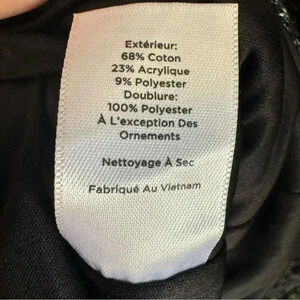 Extérieur:
68% Coton
23% Acrylique
9% Polyester
Doublure:
100% Polyester
À L'exception Des
Ornements
Nettoyage À Sec
Fabriqué Au Vietnam